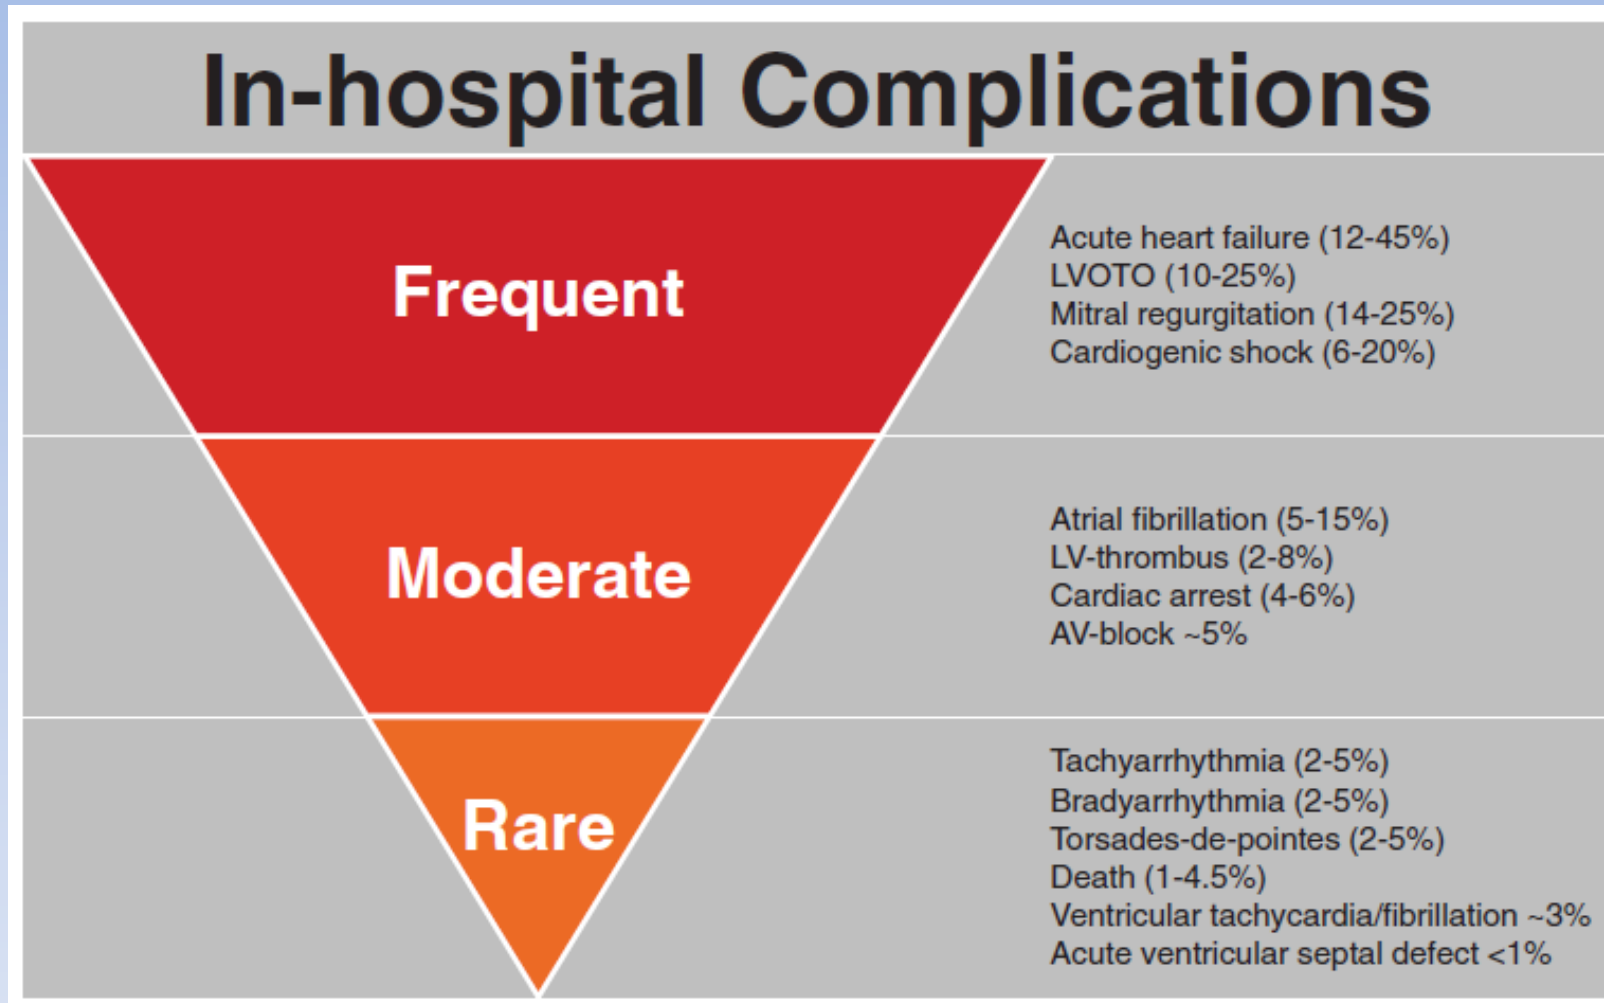 In-hospital Complications
Frequent
Acute heart failure (12-45%)
LVOTO (10-25%)
Mitral regurgitation (14-25%)
Cardiogenic shock (6-20%)
Moderate
Atrial fibrillation (5-15%)
LV-thrombus (2-8%)
Cardiac arrest (4-6%)
AV-block ~5%
Rare
Tachyarrhythmia (2-5%)
Bradyarrhythmia (2-5%)
Torsades-de-pointes (2-5%)
Death (1-4.5%)
Ventricular tachycardia/fibrillation ~3%
Acute ventricular septal defect <1%